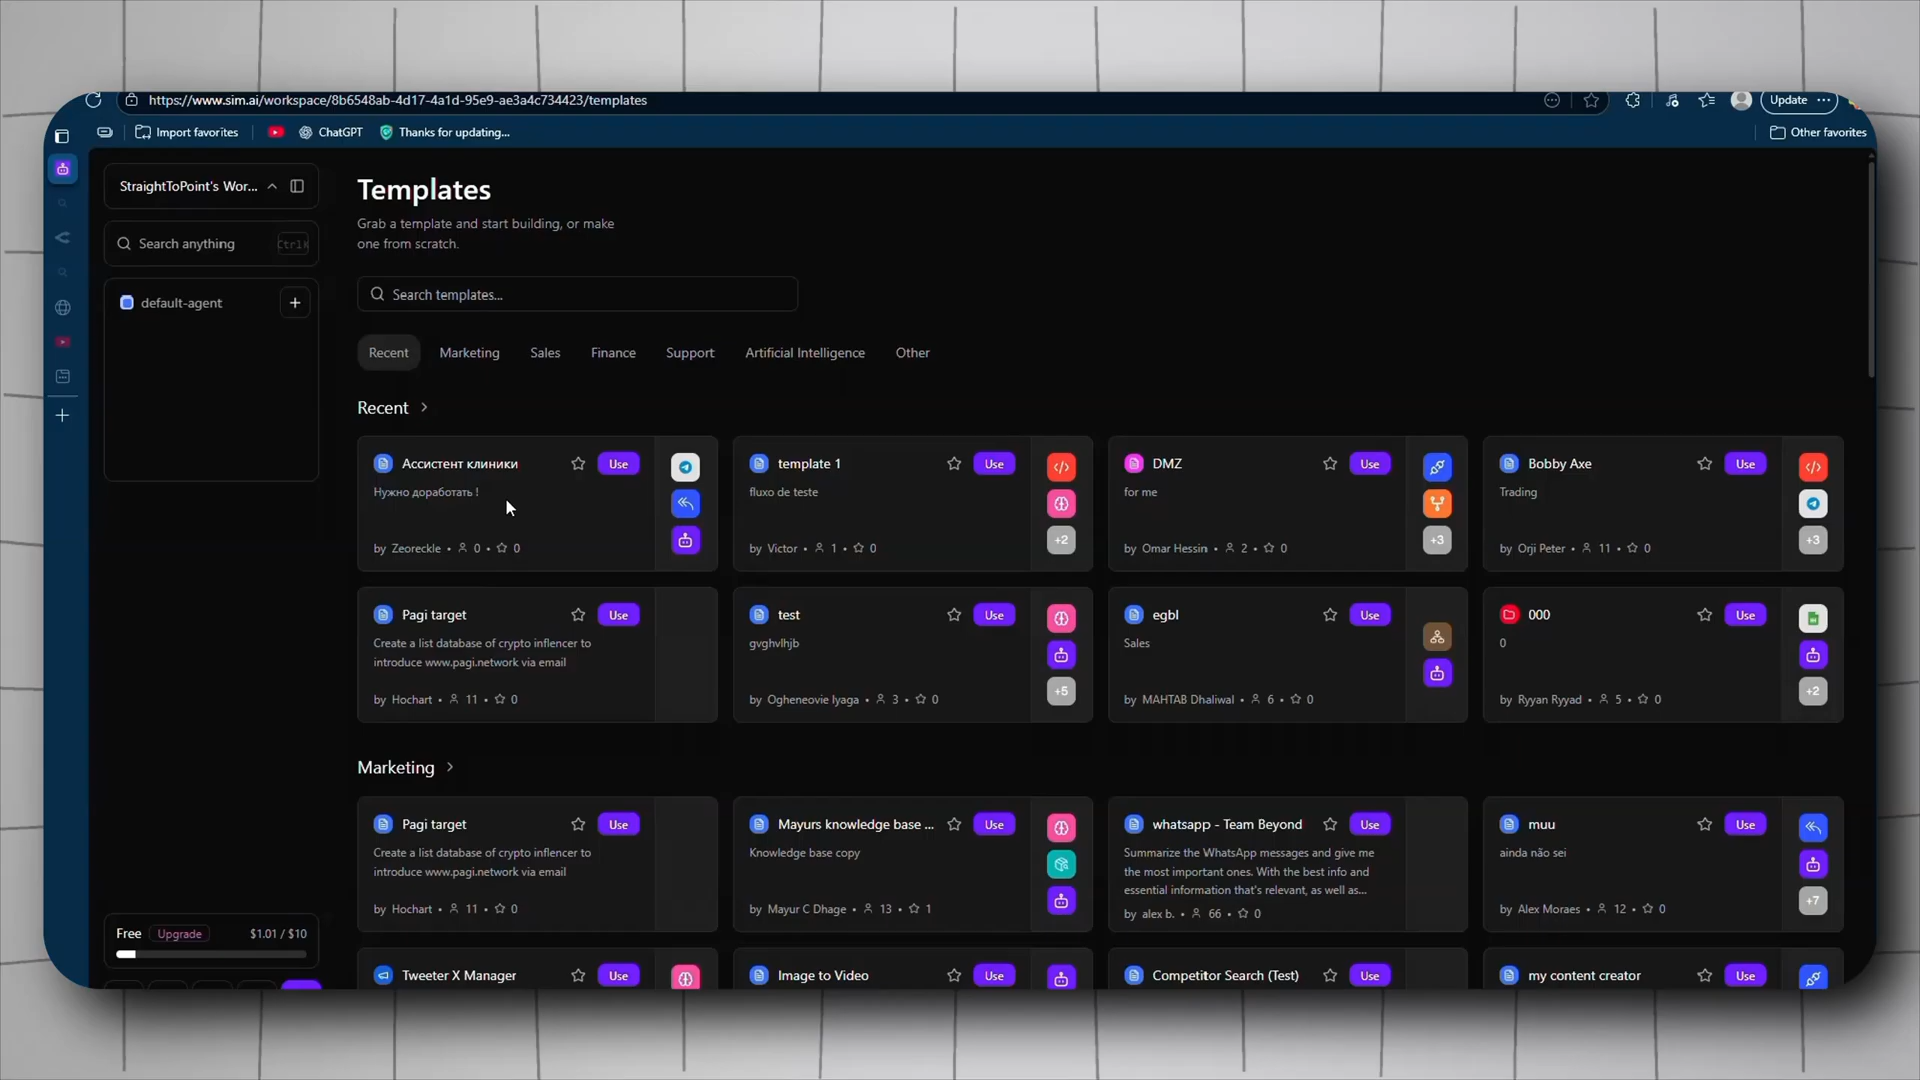 https://www.sim.ai/workspace/8b6548ab-4d17-4a1d-95e9-ae3a4c734423/templates
Update
Import favorites
ChatGPT
Thanks for updating...
Other favorites
StraightToPoint's Wor...
Search anything
Ctrl K
default-agent
Templates
Grab a template and start building, or make
one from scratch.
Search templates...
Recent
Marketing
Sales
Finance
Support
Artificial Intelligence
Other
Recent
Ассистент клиники
Use
Нужно доработать !
by Zeoreckle • 0 • 0
template 1
Use
fluxo de teste
by Victor • 1 • 0
+2
DMZ
Use
for me
by Omar Hessin • 2 • 0
+3
Bobby Axe
Use
Trading
by Orji Peter • 11 • 0
+3
Pagi target
Use
Create a list database of crypto inflencer to
introduce www.pagi.network via email
by Hochart • 11 • 0
test
Use
gvghvlhjb
by Ogheneovie Iyaga • 3 • 0
+5
egbl
Use
Sales
by MAHTAB Dhaliwal • 6 • 0
000
Use
0
by Ryyan Ryyad • 5 • 0
+2
Marketing
Pagi target
Use
Create a list database of crypto inflencer to
introduce www.pagi.network via email
by Hochart • 11 • 0
Mayurs knowledge base ...
Use
Knowledge base copy
by Mayur C Dhage • 13 • 1
whatsapp - Team Beyond
Use
Summarize the WhatsApp messages and give me
the most important ones. With the best info and
essential information that's relevant, as well as...
by alex b. • 66 • 0
muu
Use
ainda não sei
by Alex Moraes • 12 • 0
+7
Tweeter X Manager
Use
Image to Video
Use
Competitor Search (Test)
Use
my content creator
Use
Free
Upgrade
$1.01 / $10